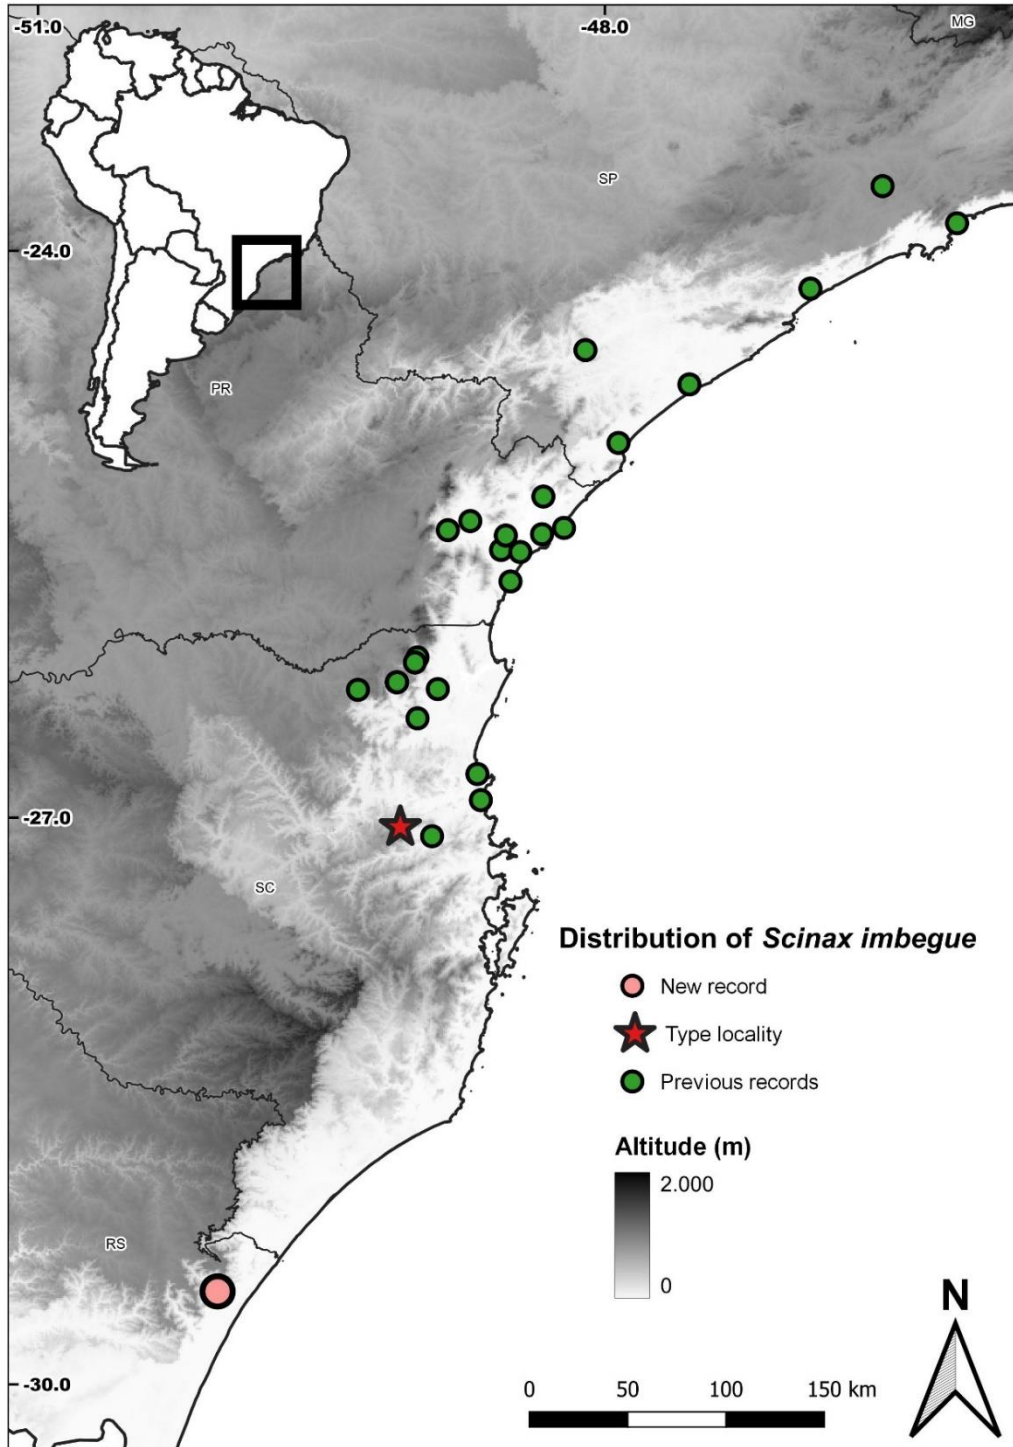 -51.0
-48.0
MG
SP
-24.0
PR
-27.0
SC
Distribution of Scinax imbegue
New record
Type locality
Previous records
Altitude (m)
2.000
0
RS
N
-30.0
0 50 100 150 km